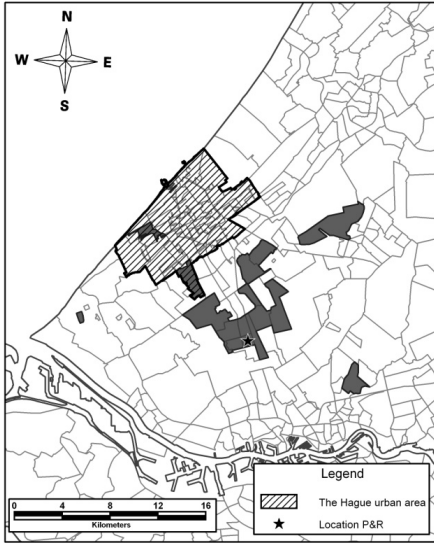 N
W E
S
Legend
The Hague urban area
Location P&R
0 4 8 12 16
Kilometers